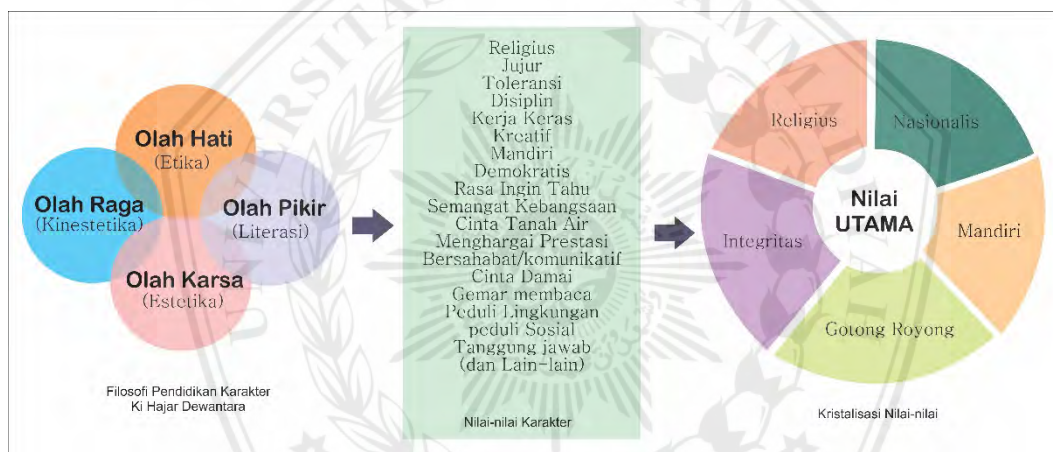 Olah Hati
(Etika)
Olah Raga
(Kinestetika)
Olah Pikir
(Literasi)
Olah Karsa
(Estetika)
Filosofi Pendidikan Karakter
Ki Hajar Dewantara
Religius
Jujur
Toleransi
Disiplin
Kerja Keras
Kreatif
Mandiri
Demokratis
Rasa Ingin Tahu
Semangat Kebangsaan
Cinta Tanah Air
Menghargai Prestasi
Bersahabat/komunikatif
Cinta Damai
Gemar membaca
Peduli Lingkungan
peduli Sosial
Tanggung jawab
(dan Lain-lain)
Nilai-nilai Karakter
Religius
Nasionalis
Integritas
Nilai
UTAMA
Mandiri
Gotong Royong
Kristalisasi Nilai-nilai